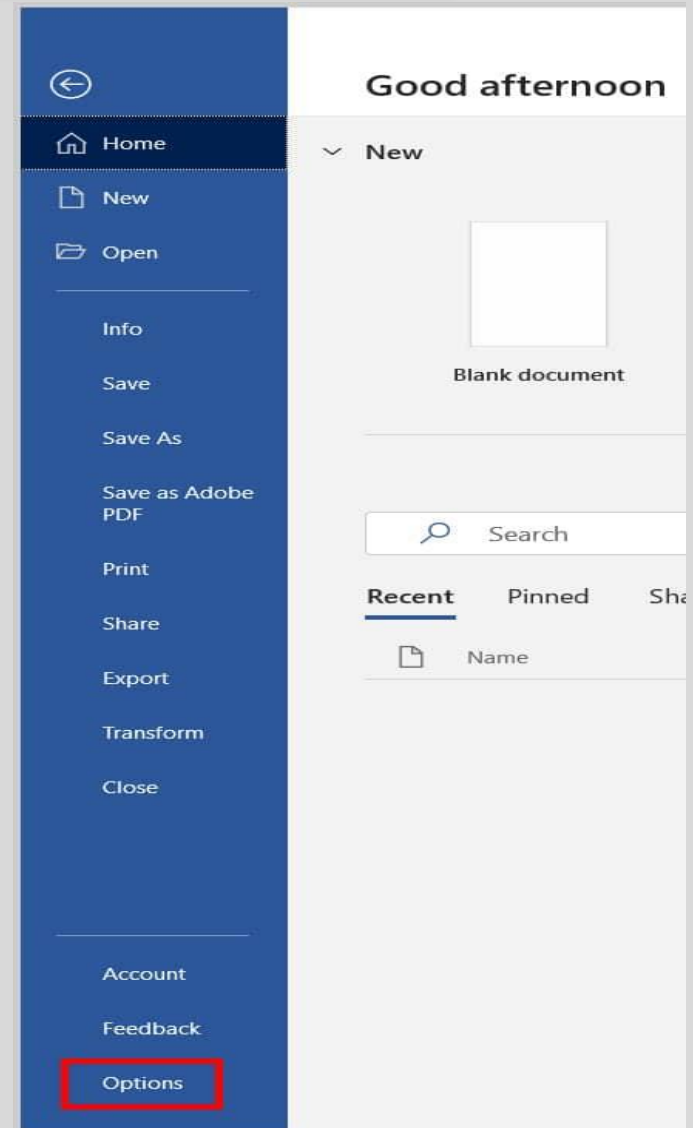 Good afternoon
Home
New
Open
Info
Save
Save As
Save as Adobe
PDF
Print
Share
Export
Transform
Close
Account
Feedback
Options
New
Blank document
Search
Recent Pinned Sha
Name